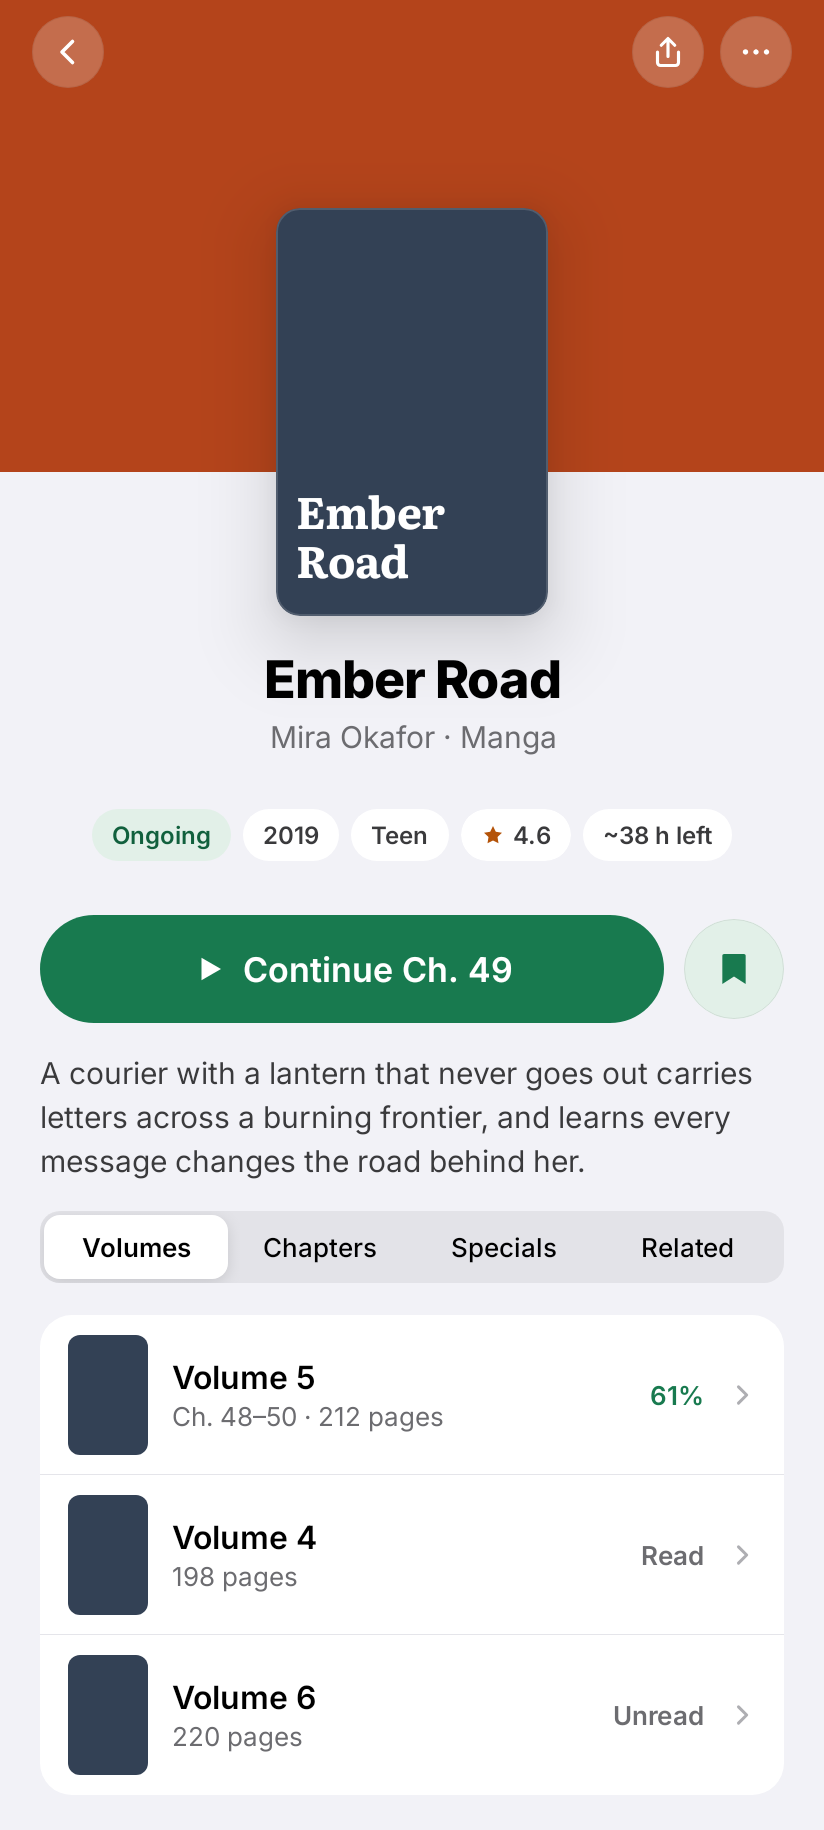 Ember
Road
Ember Road
Mira Okafor · Manga
Ongoing 2019 Teen ★ 4.6 ~38 h left
Continue Ch. 49
A courier with a lantern that never goes out carries
letters across a burning frontier, and learns every
message changes the road behind her.
Volumes Chapters Specials Related
Volume 5
Ch. 48–50 · 212 pages
61%
Volume 4
198 pages
Read
Volume 6
220 pages
Unread